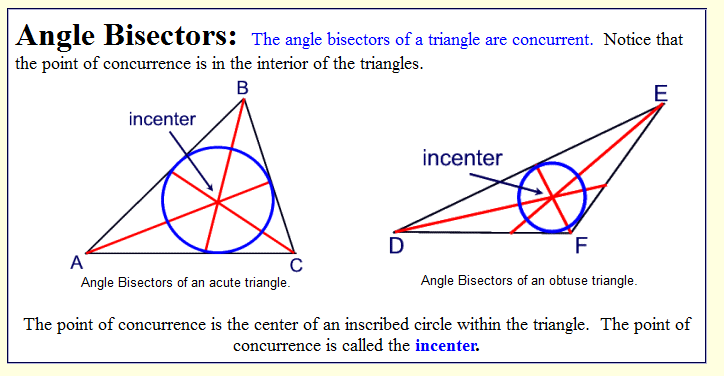 Angle Bisectors: The angle bisectors of a triangle are concurrent. Notice that
the point of concurrence is in the interior of the triangles.
B
incenter
A
C
Angle Bisectors of an acute triangle.
E
incenter
D
F
Angle Bisectors of an obtuse triangle.
The point of concurrence is the center of an inscribed circle within the triangle. The point of
concurrence is called the incenter.